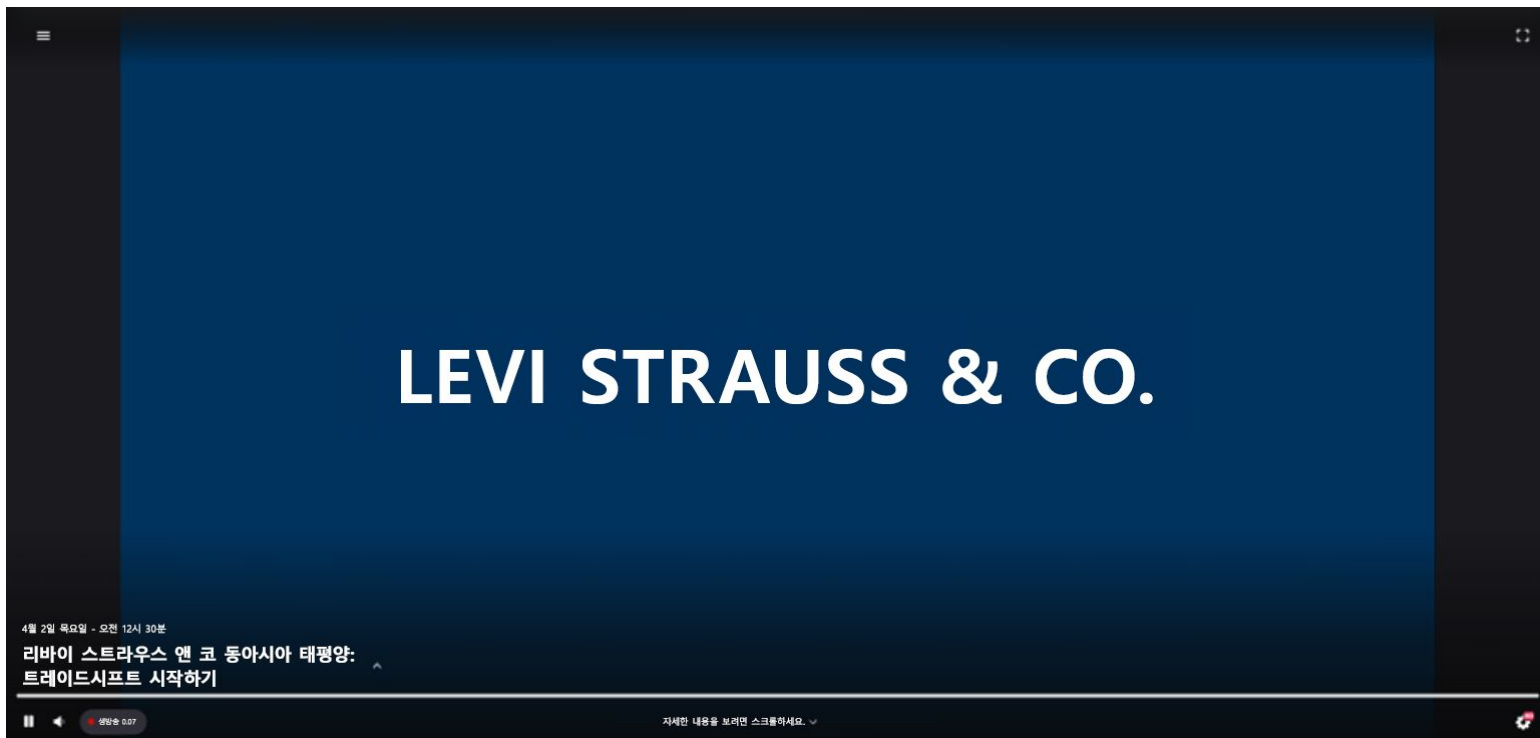 LEVI STRAUSS & CO.
4월 2일 목요일 - 오전 12시 30분
리바이 스트라우스 앤 코 동아시아 태평양:
트레이드시프트 시작하기
생방송 0.07
자세한 내용을 보려면 스크롤하세요.